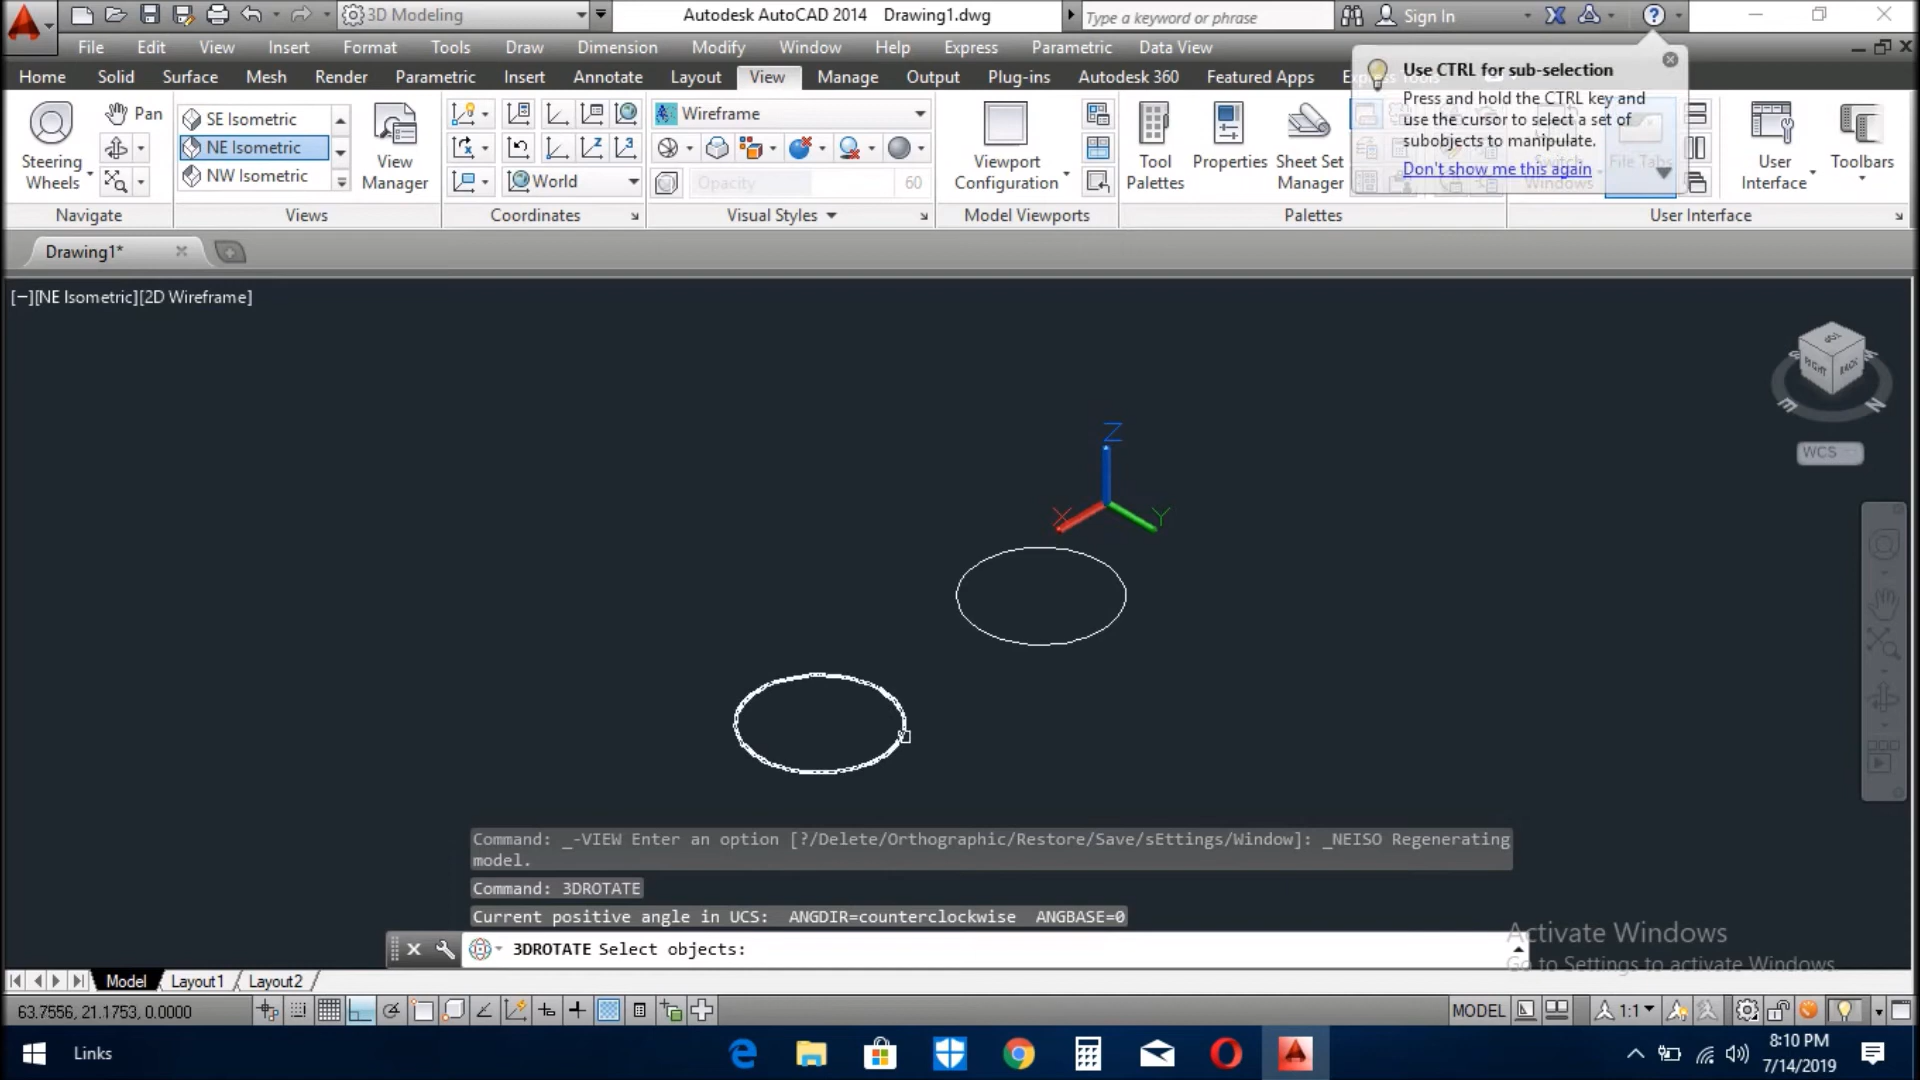 3D Modeling
Autodesk AutoCAD 2014 Drawing1.dwg
Type a keyword or phrase
Sign In
File Edit View Insert Format Tools Draw Dimension Modify Window Help Express Parametric Data View
Home Solid Surface Mesh Render Parametric Insert Annotate Layout View Manage Output Plug-ins Autodesk 360 Featured Apps
Use CTRL for sub-selection
Press and hold the CTRL key and
use the cursor to select a set of
subobjects to manipulate.
Don't show me this again
Steering
Wheels
Pan
SE Isometric
NE Isometric
NW Isometric
View
Manager
World
Wireframe
Opacity 60
Viewport
Configuration
Tool
Palettes
Properties
Sheet Set
Manager
Switch
Windows
File Tabs
User
Interface
Toolbars
Navigate Views Coordinates Visual Styles Model Viewports Palettes User Interface
Drawing1*
[−][NE Isometric][2D Wireframe]
TOP
RIGHT
BACK
E
N
WCS
Z
X
Y
Command: _-VIEW Enter an option [?/Delete/Orthographic/Restore/Save/sEttings/Window]: _NEISO Regenerating
model.
Command: 3DROTATE
Current positive angle in UCS: ANGDIR=counterclockwise ANGBASE=0
3DROTATE Select objects:
Activate Windows
Go to Settings to activate Windows.
Model Layout1 Layout2
63.7556, 21.1753, 0.0000
MODEL
1:1
Links
8:10 PM
7/14/2019